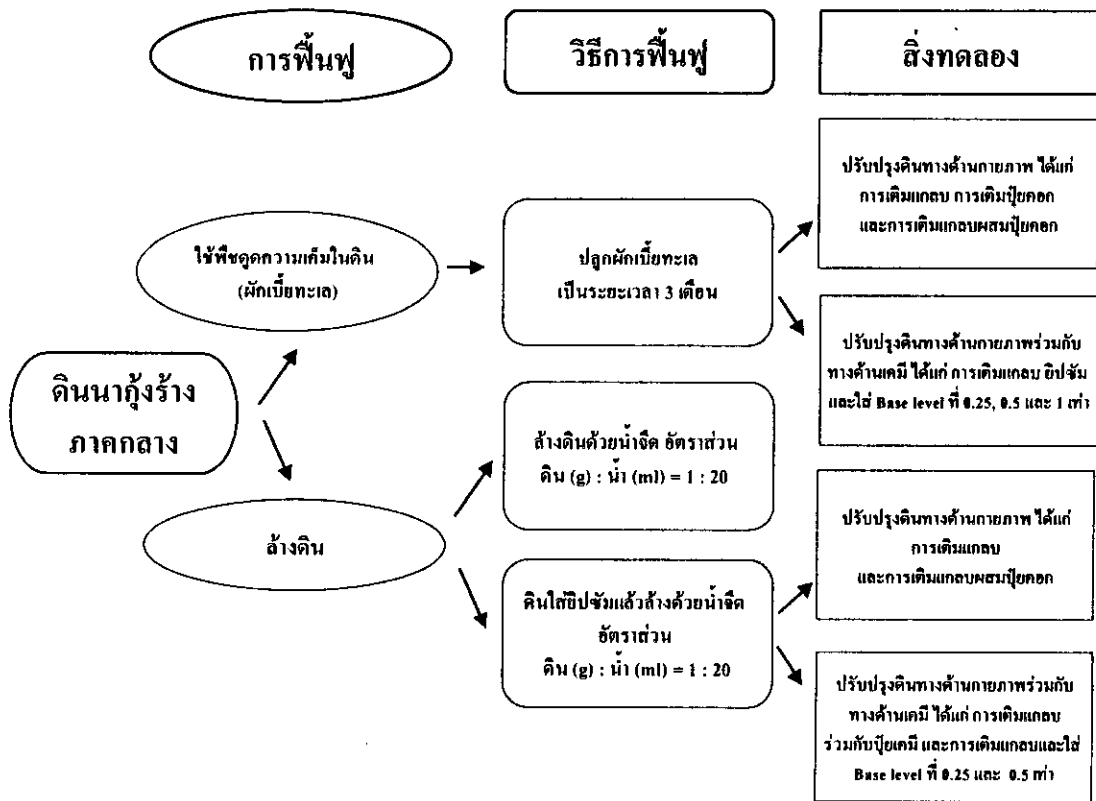 การฟื้นฟู
วิธีการฟื้นฟู
สิ่งทดลอง
ดินนากุ้งร้าง
ภาคกลาง
ใช้พืชดูดความเค็มในดิน
(ผักเบี้ยทะเล)
ปลูกผักเบี้ยทะเล
เป็นระยะเวลา 3 เดือน
ปรับปรุงดินทางด้านกายภาพ ได้แก่
การเติมแกลบ การเติมปุ๋ยคอก
และการเติมแกลบผสมปุ๋ยคอก
ปรับปรุงดินทางด้านกายภาพร่วมกับ
ทางด้านเคมี ได้แก่ การเติมแกลบ ยิปซัม
และใส่ Base level ที่ 0.25, 0.5 และ 1 เท่า
ล้างดิน
ล้างดินด้วยน้ำจืด อัตราส่วน
ดิน (g) : น้ำ (ml) = 1 : 20
ดินใส่ยิปซัมแล้วล้างด้วยน้ำจืด
อัตราส่วน
ดิน (g) : น้ำ (ml) = 1 : 20
ปรับปรุงดินทางด้านกายภาพ ได้แก่
การเติมแกลบ
และการเติมแกลบผสมปุ๋ยคอก
ปรับปรุงดินทางด้านกายภาพร่วมกับ
ทางด้านเคมี ได้แก่ การเติมแกลบ
ร่วมกับปุ๋ยเคมี และการเติมแกลบและใส่
Base level ที่ 0.25 และ 0.5 เท่า